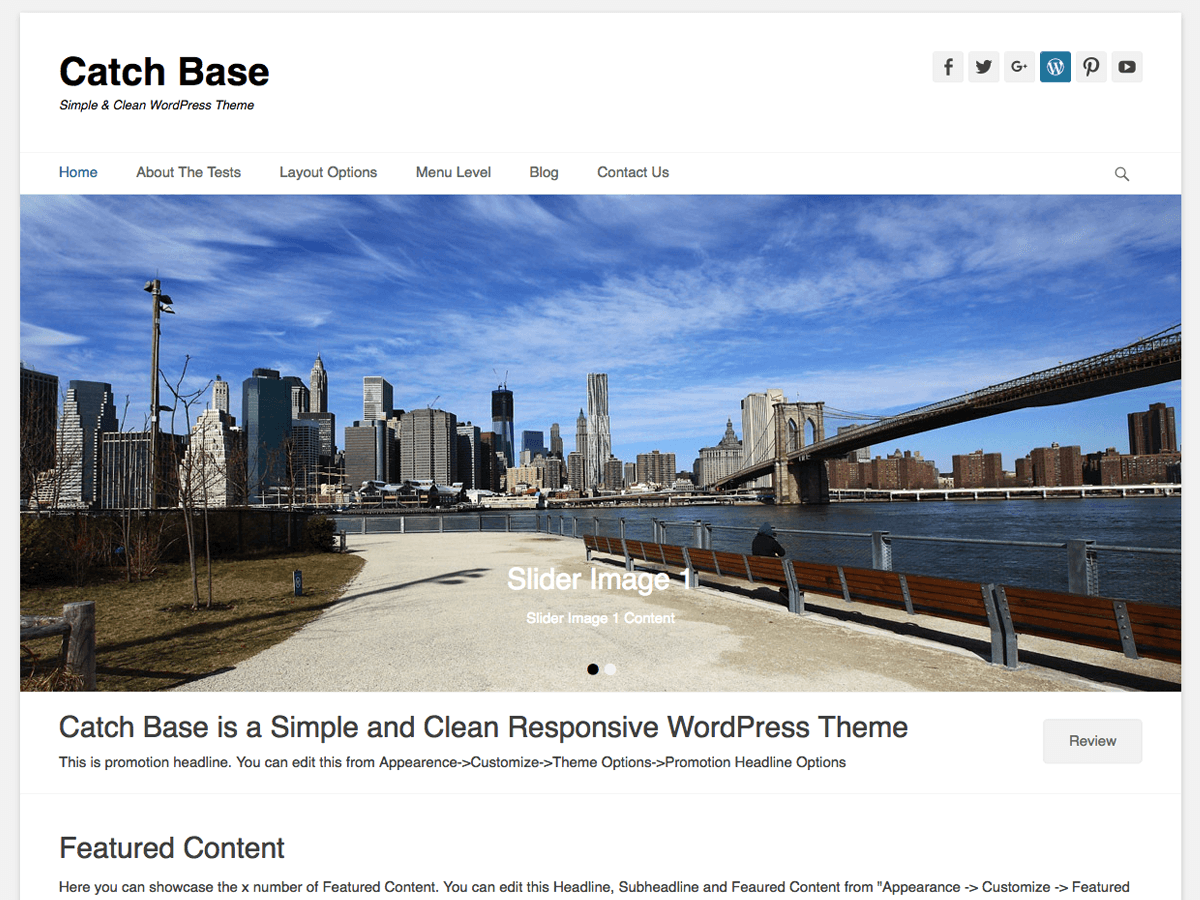 Catch Base
Simple & Clean WordPress Theme
Home About The Tests Layout Options Menu Level Blog Contact Us
Slider Image 1
Slider Image 1 Content
Catch Base is a Simple and Clean Responsive WordPress Theme
Review
This is promotion headline. You can edit this from Appearence->Customize->Theme Options->Promotion Headline Options
Featured Content
Here you can showcase the x number of Featured Content. You can edit this Headline, Subheadline and Feaured Content from "Appearance -> Customize -> Featured